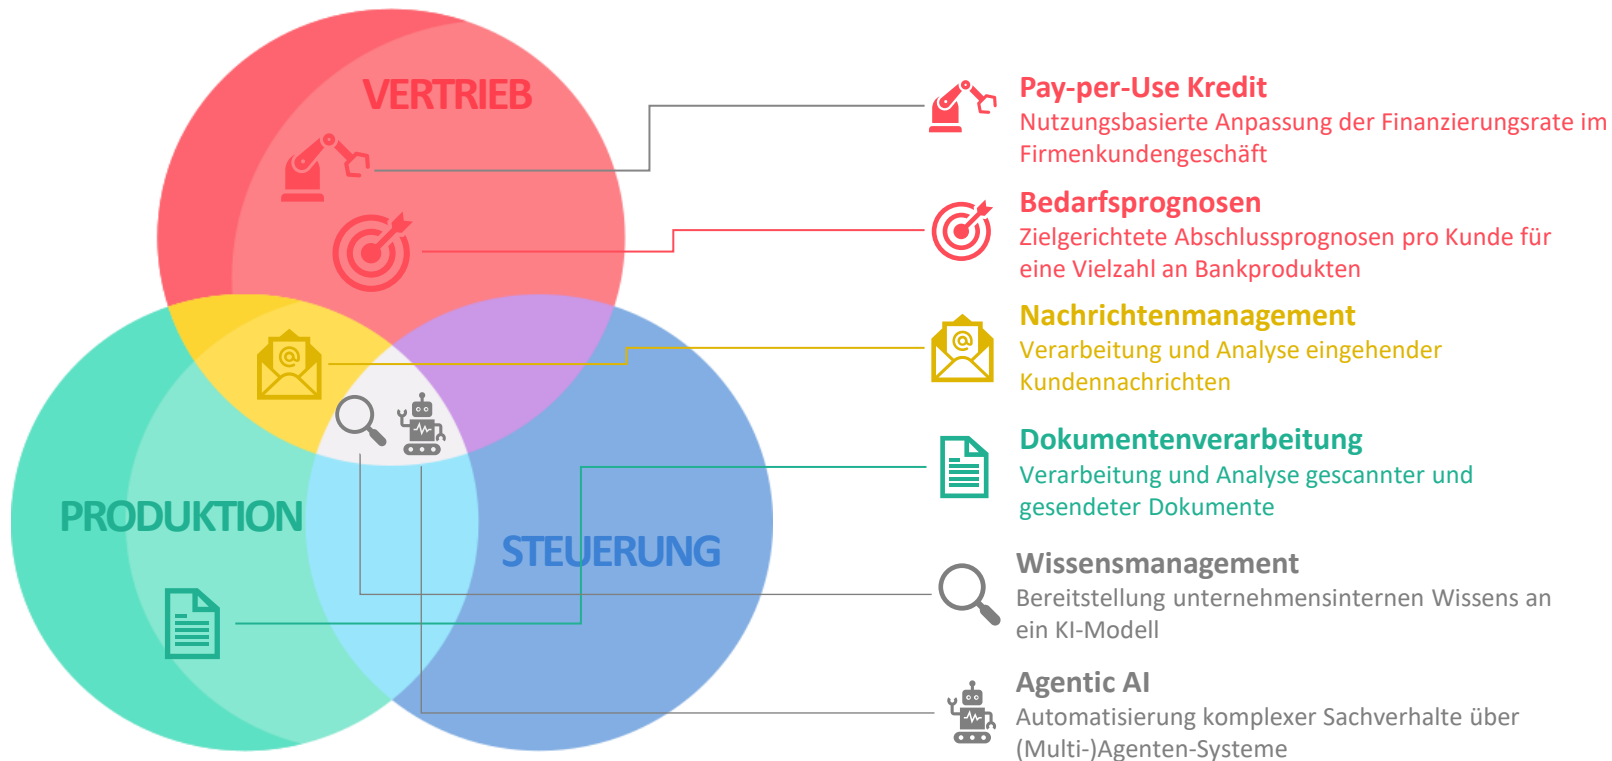 VERTRIEB
PRODUKTION
STEUERUNG
Pay-per-Use Kredit
Nutzungsbasierte Anpassung der Finanzierungsrate im
Firmenkundengeschäft
Bedarfsprognosen
Zielgerichtete Abschlussprognosen pro Kunde für
eine Vielzahl an Bankprodukten
Nachrichtenmanagement
Verarbeitung und Analyse eingehender
Kundennachrichten
Dokumentenverarbeitung
Verarbeitung und Analyse gescannter und
gesendeter Dokumente
Wissensmanagement
Bereitstellung unternehmensinternen Wissens an
ein KI-Modell
Agentic AI
Automatisierung komplexer Sachverhalte über
(Multi-)Agenten-Systeme